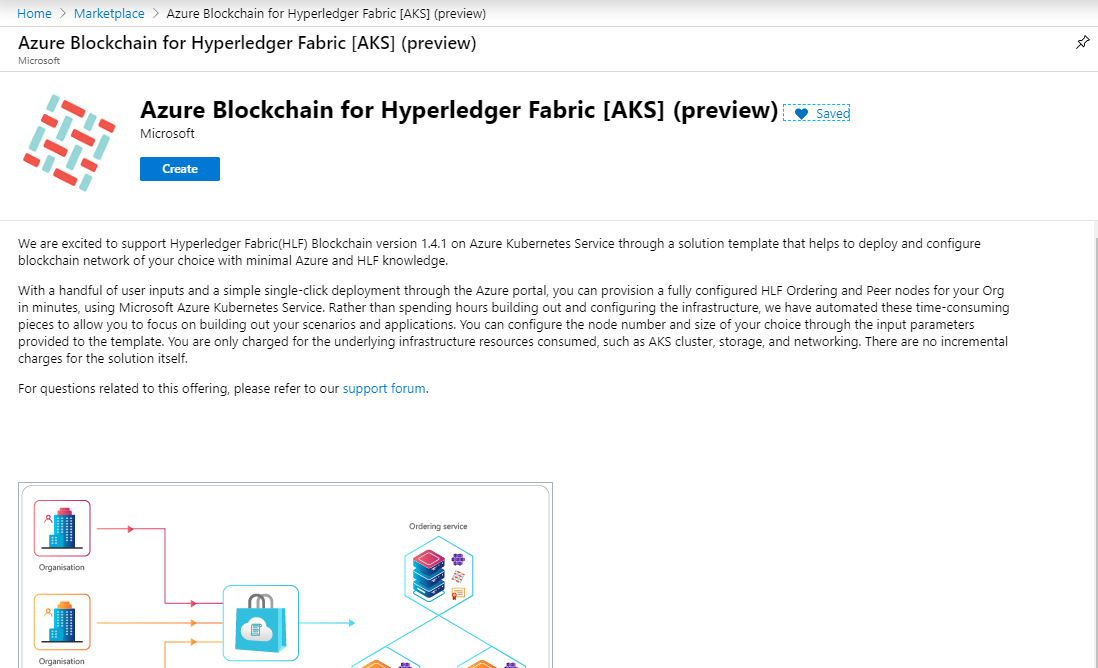 Home > Marketplace > Azure Blockchain for Hyperledger Fabric [AKS] (preview)
Azure Blockchain for Hyperledger Fabric [AKS] (preview)
Microsoft
Azure Blockchain for Hyperledger Fabric [AKS] (preview) Saved
Microsoft
Create
We are excited to support Hyperledger Fabric(HLF) Blockchain version 1.4.1 on Azure Kubernetes Service through a solution template that helps to deploy and configure
blockchain network of your choice with minimal Azure and HLF knowledge.
With a handful of user inputs and a simple single-click deployment through the Azure portal, you can provision a fully configured HLF Ordering and Peer nodes for your Org
in minutes, using Microsoft Azure Kubernetes Service. Rather than spending hours building out and configuring the infrastructure, we have automated these time-consuming
pieces to allow you to focus on building out your scenarios and applications. You can configure the node number and size of your choice through the input parameters
provided to the template. You are only charged for the underlying infrastructure resources consumed, such as AKS cluster, storage, and networking. There are no incremental
charges for the solution itself.
For questions related to this offering, please refer to our support forum.
Ordering service
Organisation
Organisation